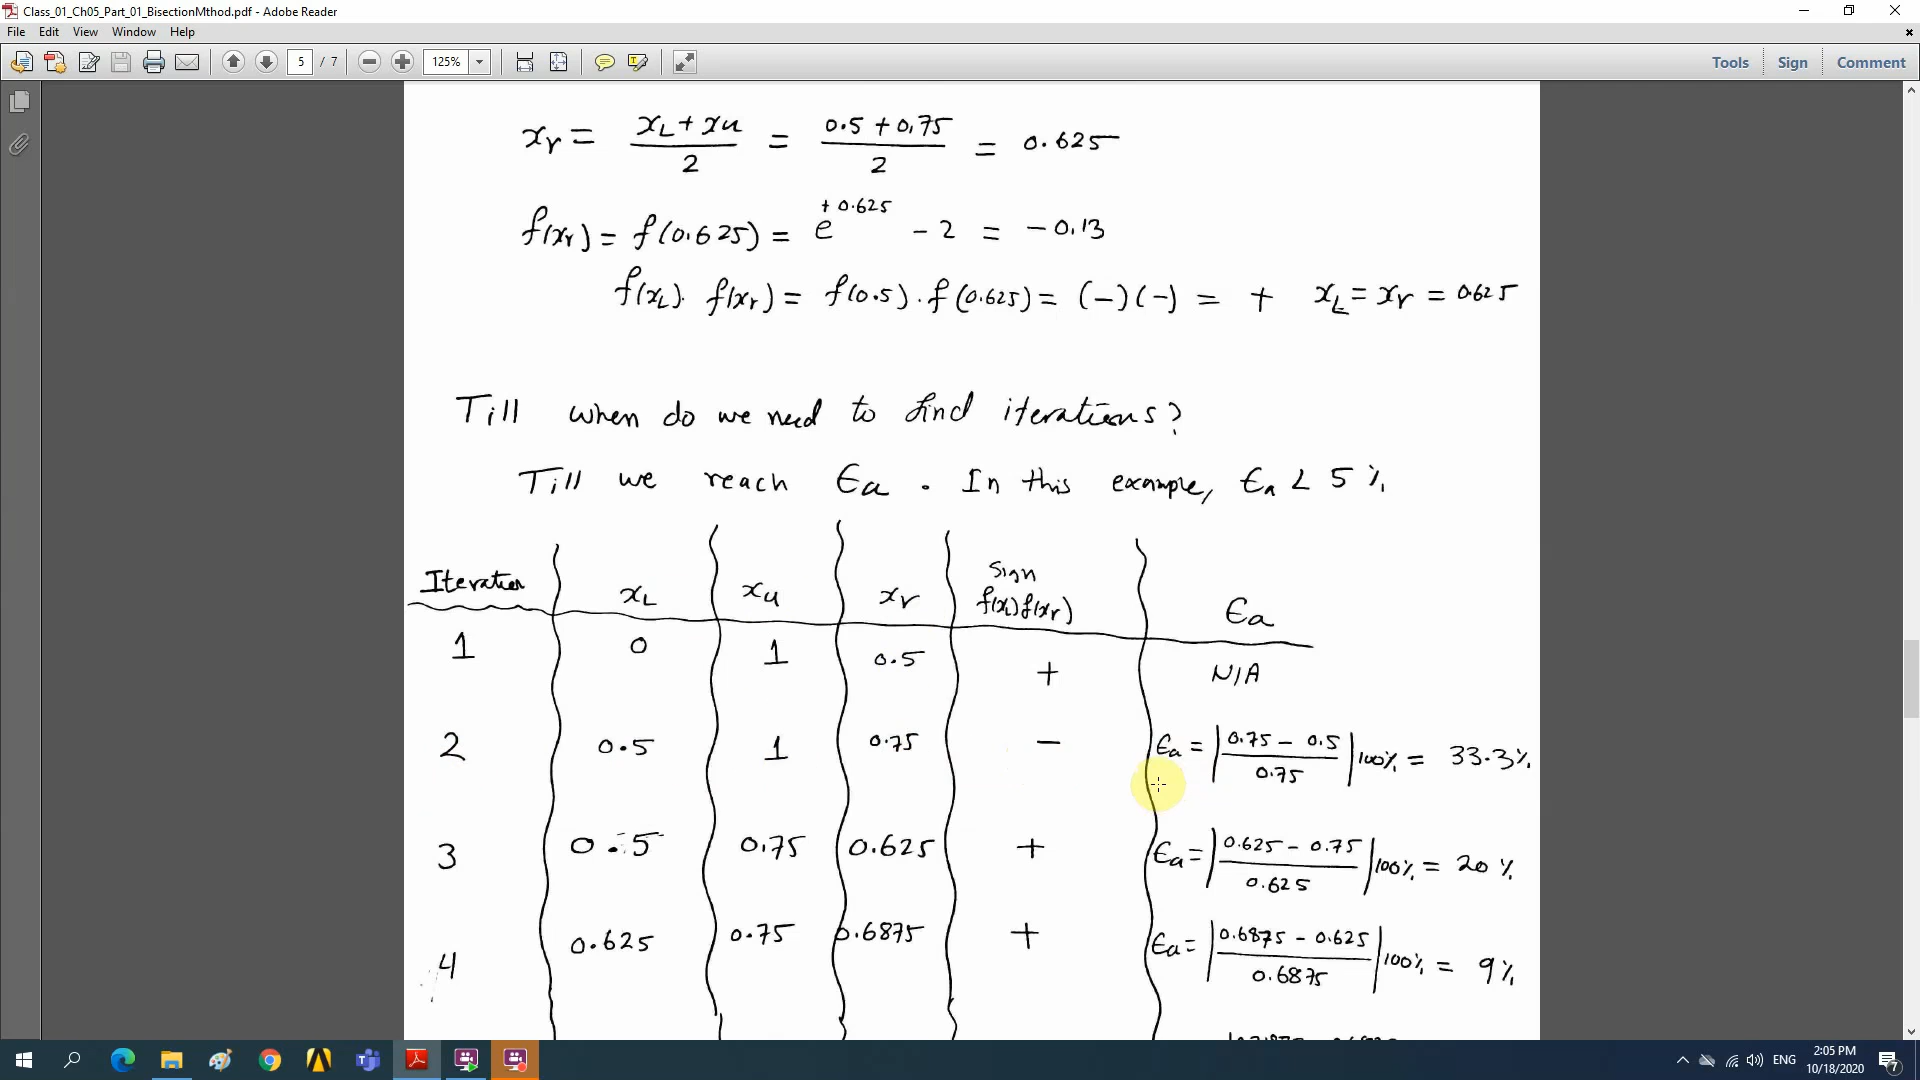 Class_01_Ch05_Part_01_BisectionMthod.pdf - Adobe Reader
File Edit View Window Help
5 / 7 125% Tools Sign Comment
xr = xL + xu / 2 = 0.5 + 0.75 / 2 = 0.625
f(xr) = f(0.625) = e^+0.625 - 2 = -0.13
f(xL). f(xr) = f(0.5) . f(0.625) = (-)(-) = + xL = xr = 0.625
Till when do we need to find iterations?
Till we reach Ea . In this example, Ea < 5 %
Iteration xL xu xr Sign f(xL)f(xr) Ea
1 0 1 0.5 + N/A
2 0.5 1 0.75 - Ea = |0.75 - 0.5 / 0.75| 100% = 33.3%
3 0.5 0.75 0.625 + Ea = |0.625 - 0.75 / 0.625| 100% = 20 %
4 0.625 0.75 0.6875 + Ea = |0.6875 - 0.625 / 0.6875| 100% = 9%
ENG 2:05 PM
10/18/2020
7